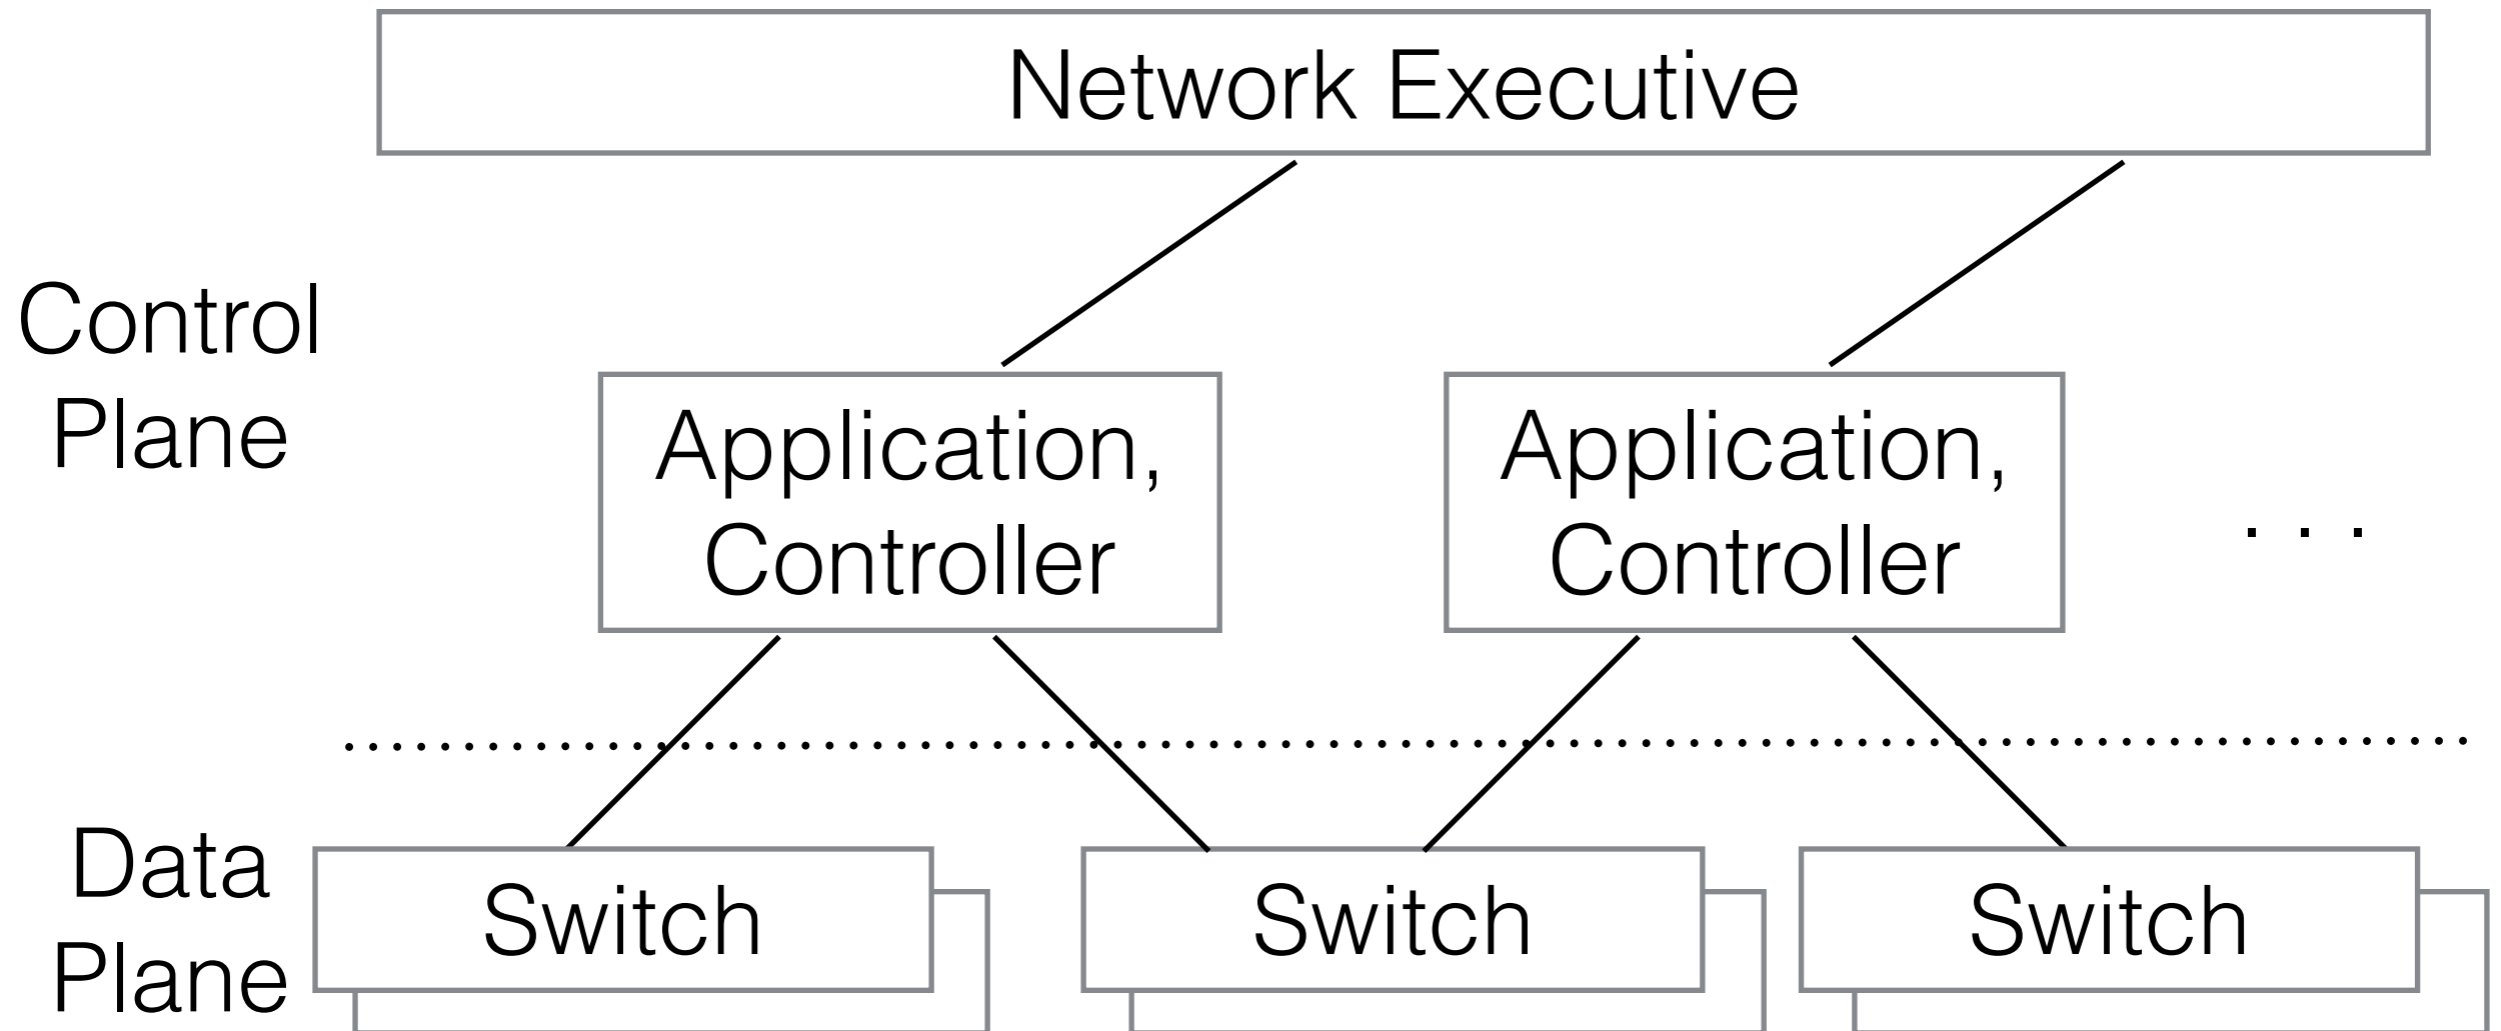 Network Executive
Control
Plane
Application,
Controller
Application,
Controller
. . .
Data
Plane
Switch
Switch
Switch